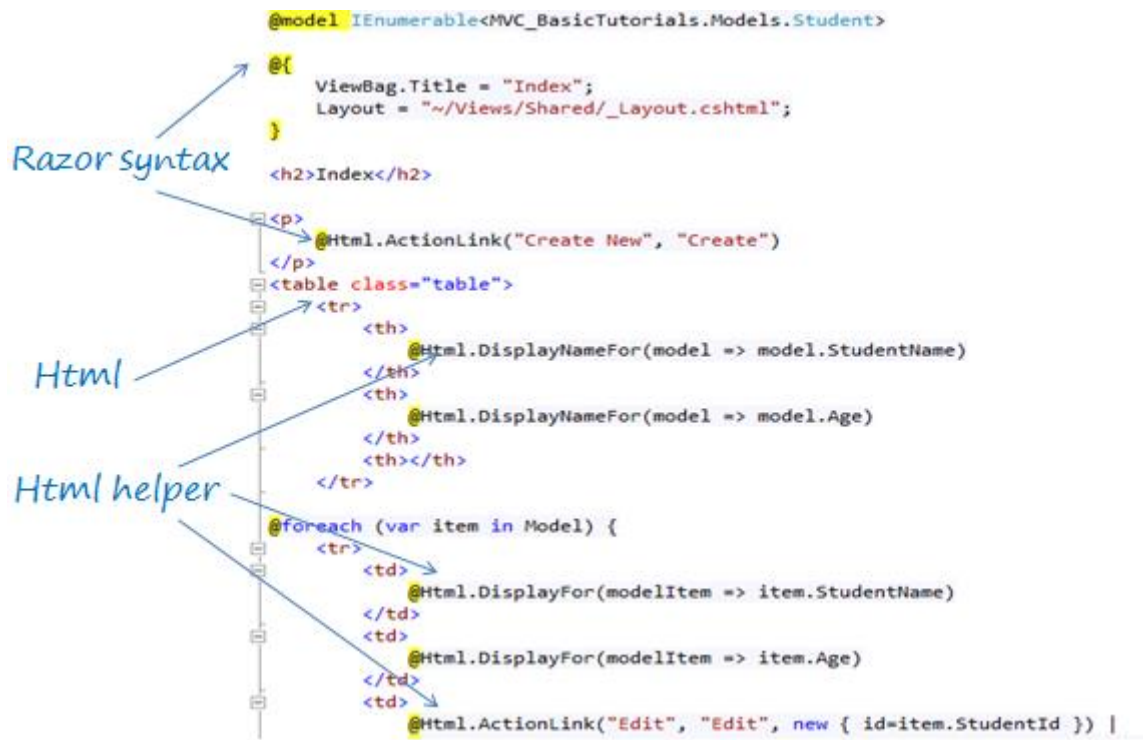 @model IEnumerable<MVC_BasicTutorials.Models.Student>
@{
ViewBag.Title = "Index";
Layout = "~/Views/Shared/_Layout.cshtml";
}
Razor syntax
<h2>Index</h2>
<p>
@Html.ActionLink("Create New", "Create")
</p>
<table class="table">
<tr>
<th>
@Html.DisplayNameFor(model => model.StudentName)
Html
</th>
<th>
@Html.DisplayNameFor(model => model.Age)
</th>
<th></th>
Html helper
</tr>
@foreach (var item in Model) {
<tr>
<td>
@Html.DisplayFor(modelItem => item.StudentName)
</td>
<td>
@Html.DisplayFor(modelItem => item.Age)
</td>
<td>
@Html.ActionLink("Edit", "Edit", new { id=item.StudentId }) |